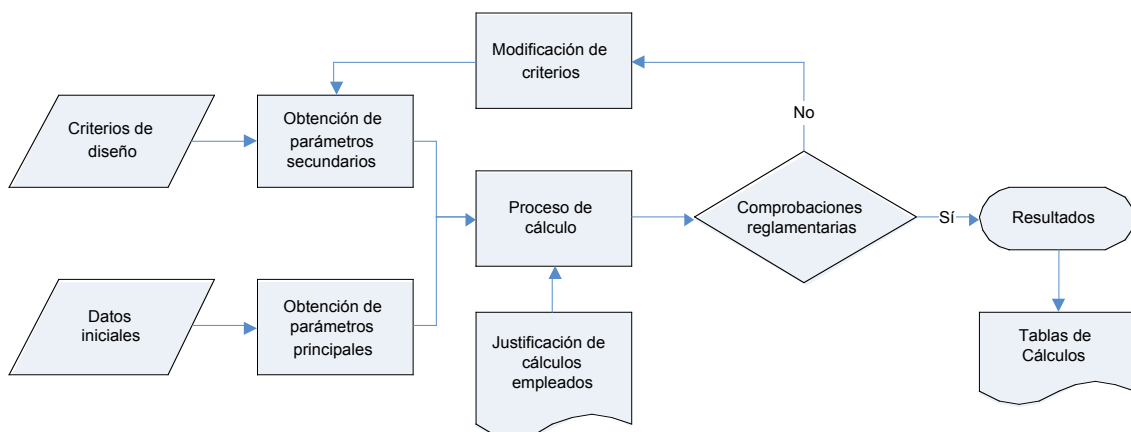 Modificación de
criterios
Criterios de
diseño
Obtención de
parámetros
secundarios
No
Proceso de
cálculo
Comprobaciones
reglamentarias
Sí
Resultados
Datos
iniciales
Obtención de
parámetros
principales
Justificación de
cálculos
empleados
Tablas de
Cálculos